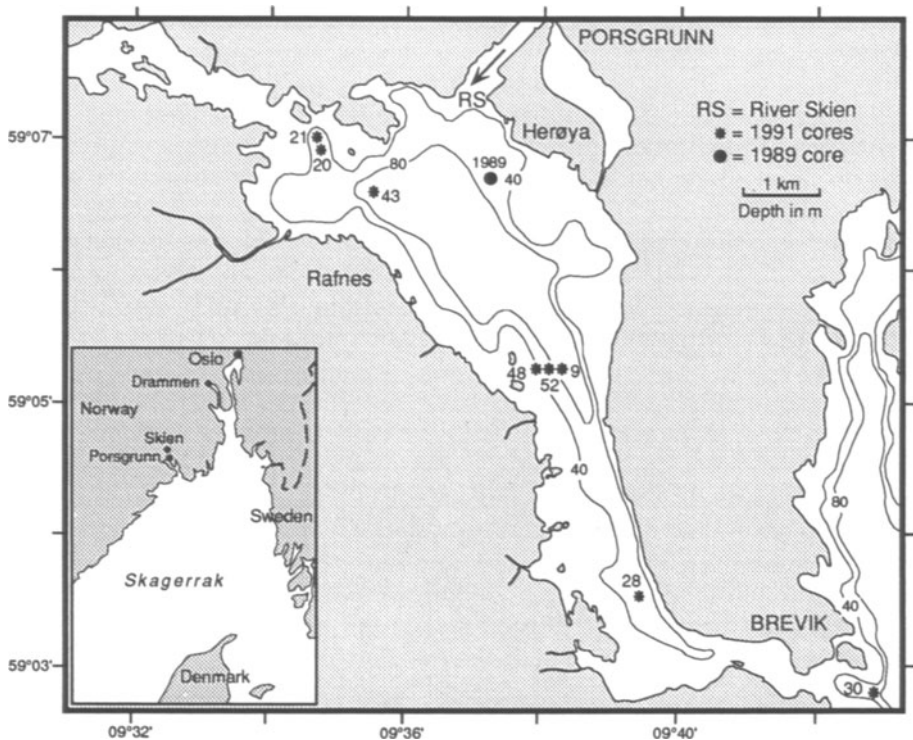 PORSGRUNN
RS
RS = River Skien
Herøya
✱ = 1991 cores
● = 1989 core
1 km
Depth in m
59°07'
21
20
80
1989
40
43
Rafnes
48
52
9
59°05'
Oslo
Drammen
Norway
Skien
Porsgrunn
Sweden
Skagerrak
Denmark
40
80
28
40
BREVIK
30
59°03'
09°32'
09°36'
09°40'